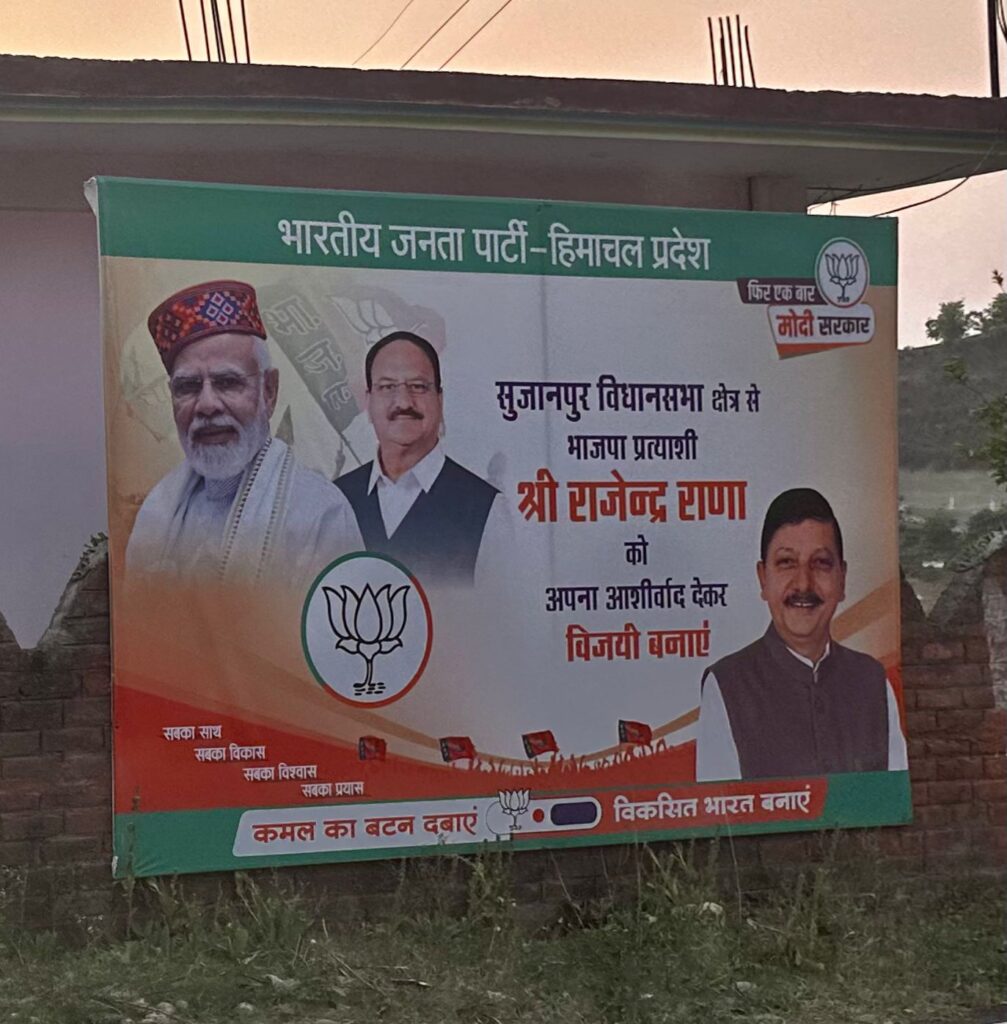 भारतीय जनता पार्टी-हिमाचल प्रदेश
फिर एक बार
मोदी सरकार
भाजपा
सुजानपुर विधानसभा क्षेत्र से
भाजपा प्रत्याशी
श्री राजेन्द्र राणा
को
अपना आशीर्वाद देकर
विजयी बनाएं
सबका साथ
सबका विकास
सबका विश्वास
सबका प्रयास
कमल का बटन दबाएं विकसित भारत बनाएं